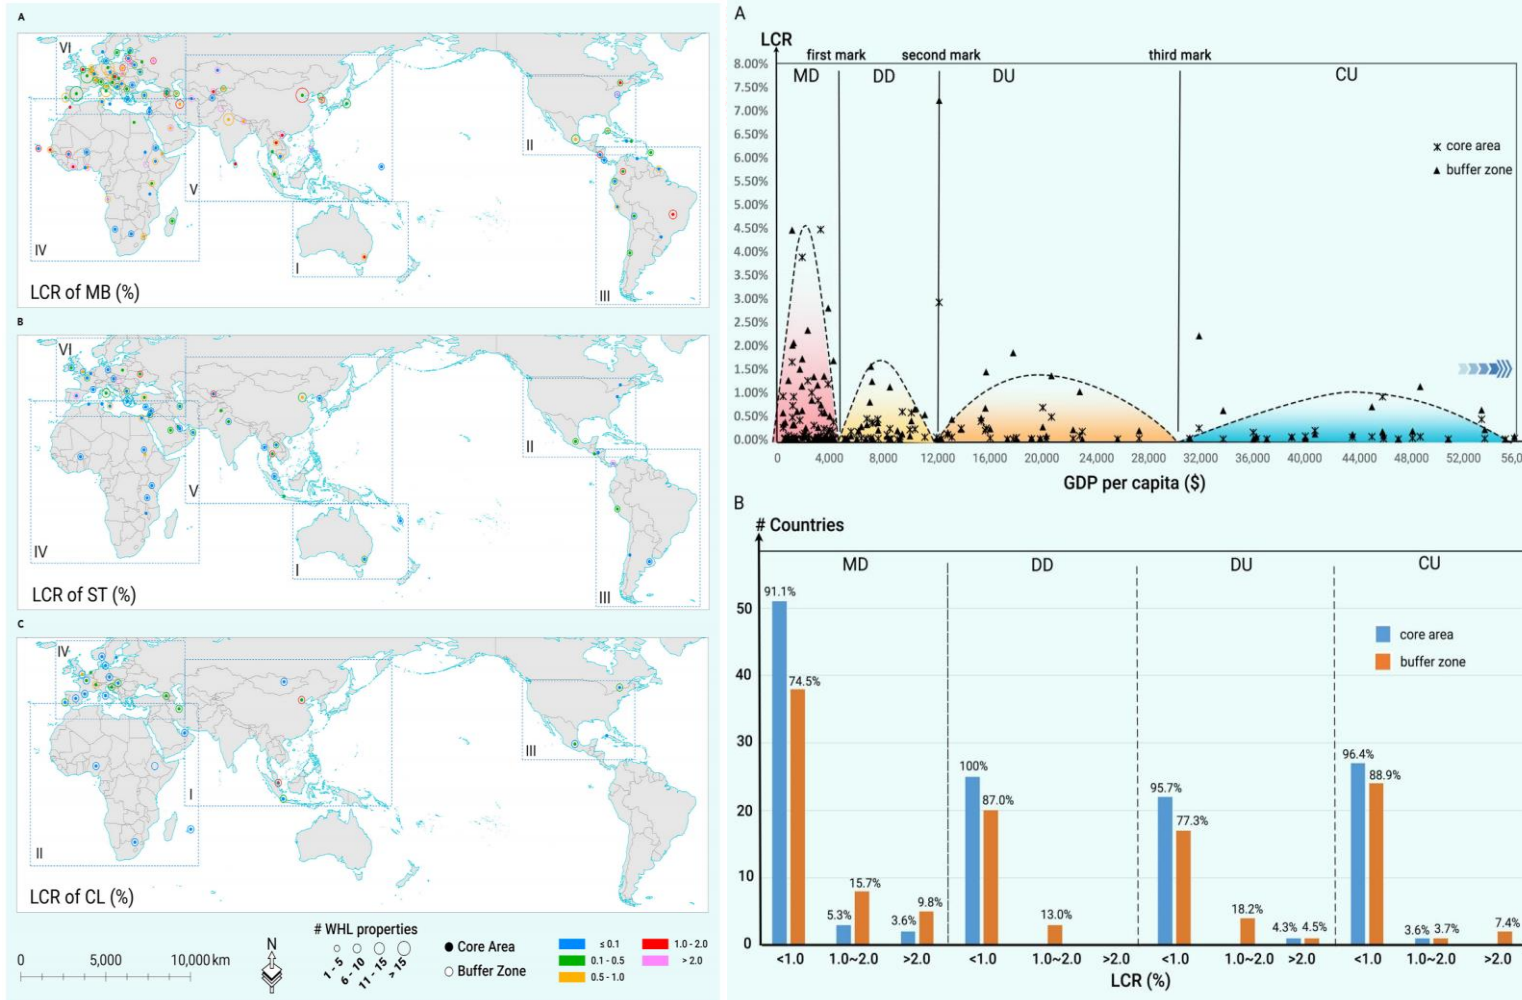 A
VI
II
V
IV
I
III
LCR of MB (%)
B
VI
II
V
IV
I
III
LCR of ST (%)
C
IV
III
I
II
LCR of CL (%)
0 5,000 10,000 km
N
# WHL properties
1 - 5
6 - 10
11 - 15
> 15
Core Area
Buffer Zone
≤ 0.1
0.1 - 0.5
0.5 - 1.0
1.0 - 2.0
> 2.0
A
LCR
first mark second mark third mark
MD DD DU CU
8.00%
7.50%
7.00%
6.50%
6.00%
5.50%
5.00%
4.50%
4.00%
3.50%
3.00%
2.50%
2.00%
1.50%
1.00%
0.50%
0.00%
core area
buffer zone
0 4,000 8,000 12,000 16,000 20,000 24,000 28,000 32,000 36,000 40,000 44,000 48,000 52,000 56,0
GDP per capita ($)
B
# Countries
MD DD DU CU
50
40
30
20
10
0
91.1%
74.5%
5.3%
15.7%
3.6%
9.8%
100%
87.0%
13.0%
95.7%
77.3%
18.2%
4.3% 4.5%
96.4%
88.9%
3.6% 3.7%
7.4%
core area
buffer zone
<1.0 1.0~2.0 >2.0 <1.0 1.0~2.0 >2.0 <1.0 1.0~2.0 >2.0 <1.0 1.0~2.0 >2.0
LCR (%)